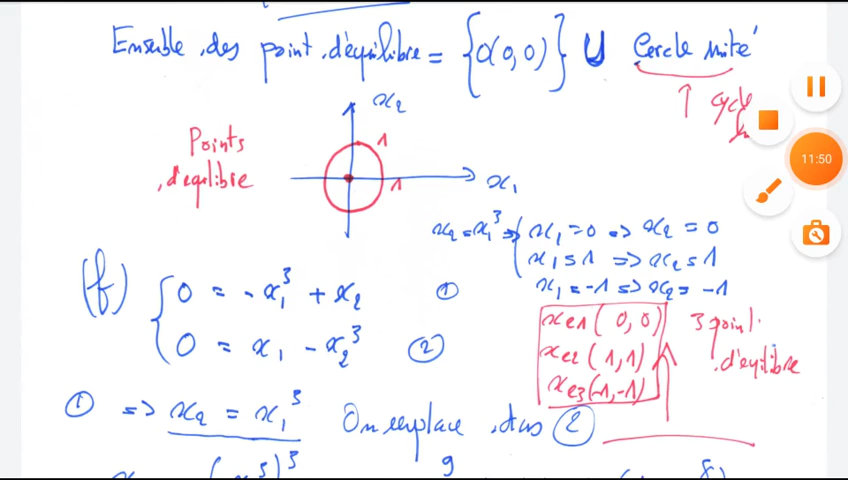 Ensemble des point d'équilibre = {O(0,0)} U Cercle unité
↑ cycle
x₂
Points d'équilibre
1
1
x₁
11:50
x₂ = x₁³ ⇒ { x₁ = 0 ⇒ x₂ = 0
x₁ = 1 ⇒ x₂ = 1
x₁ = -1 ⇒ x₂ = -1
(f) { 0 = -x₁³ + x₂ ①
0 = x₁ - x₂³ ②
xe1 (0, 0) 3 point
xe2 (1, 1) d'équilibre
xe3 (-1, -1)
① ⇒ x₂ = x₁³ On remplace dans ②